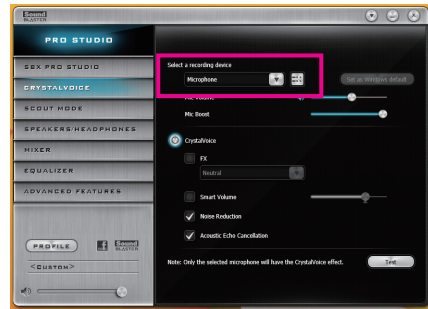 Sound
BLASTER
PRO STUDIO
SBX PRO STUDIO
CRYSTALVOICE
SCOUT MODE
SPEAKERS/HEADPHONES
MIXER
EQUALIZER
ADVANCED FEATURES
PROFILE
f
Sound
BLASTER
<CUSTOM>
Select a recording device
Microphone
Set as Windows default
Mic Volume
Mic Boost
CrystalVoice
FX
Neutral
Smart Volume
Noise Reduction
Acoustic Echo Cancellation
Note: Only the selected microphone will have the CrystalVoice effect.
Test